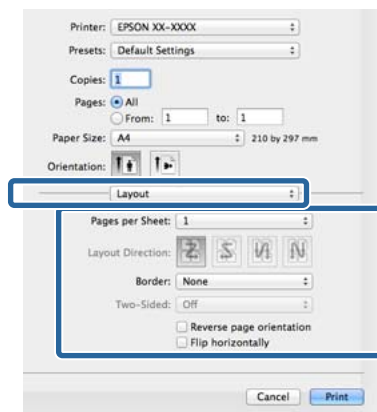 Printer: EPSON XX-XXXX
Presets: Default Settings
Copies: 1
Pages: All
From: 1 to: 1
Paper Size: A4 210 by 297 mm
Orientation:
Layout
Pages per Sheet: 1
Layout Direction:
Border: None
Two-Sided: Off
Reverse page orientation
Flip horizontally
Cancel Print